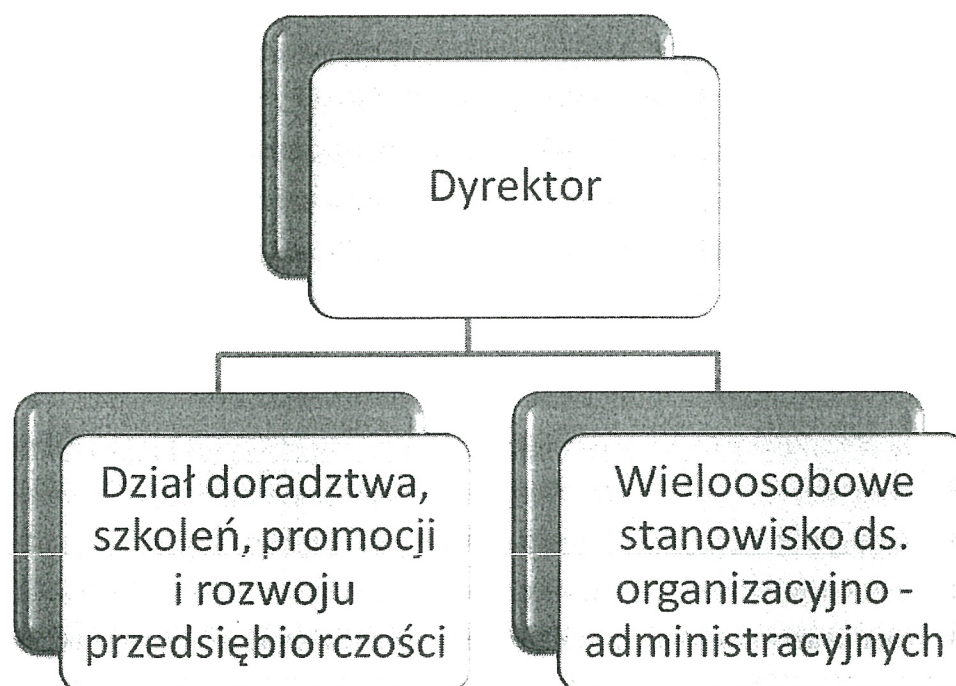 Dyrektor
Dział doradztwa,
szkoleń, promocji
i rozwoju
przedsiębiorczości
Wieloosobowe
stanowisko ds.
organizacyjno -
administracyjnych